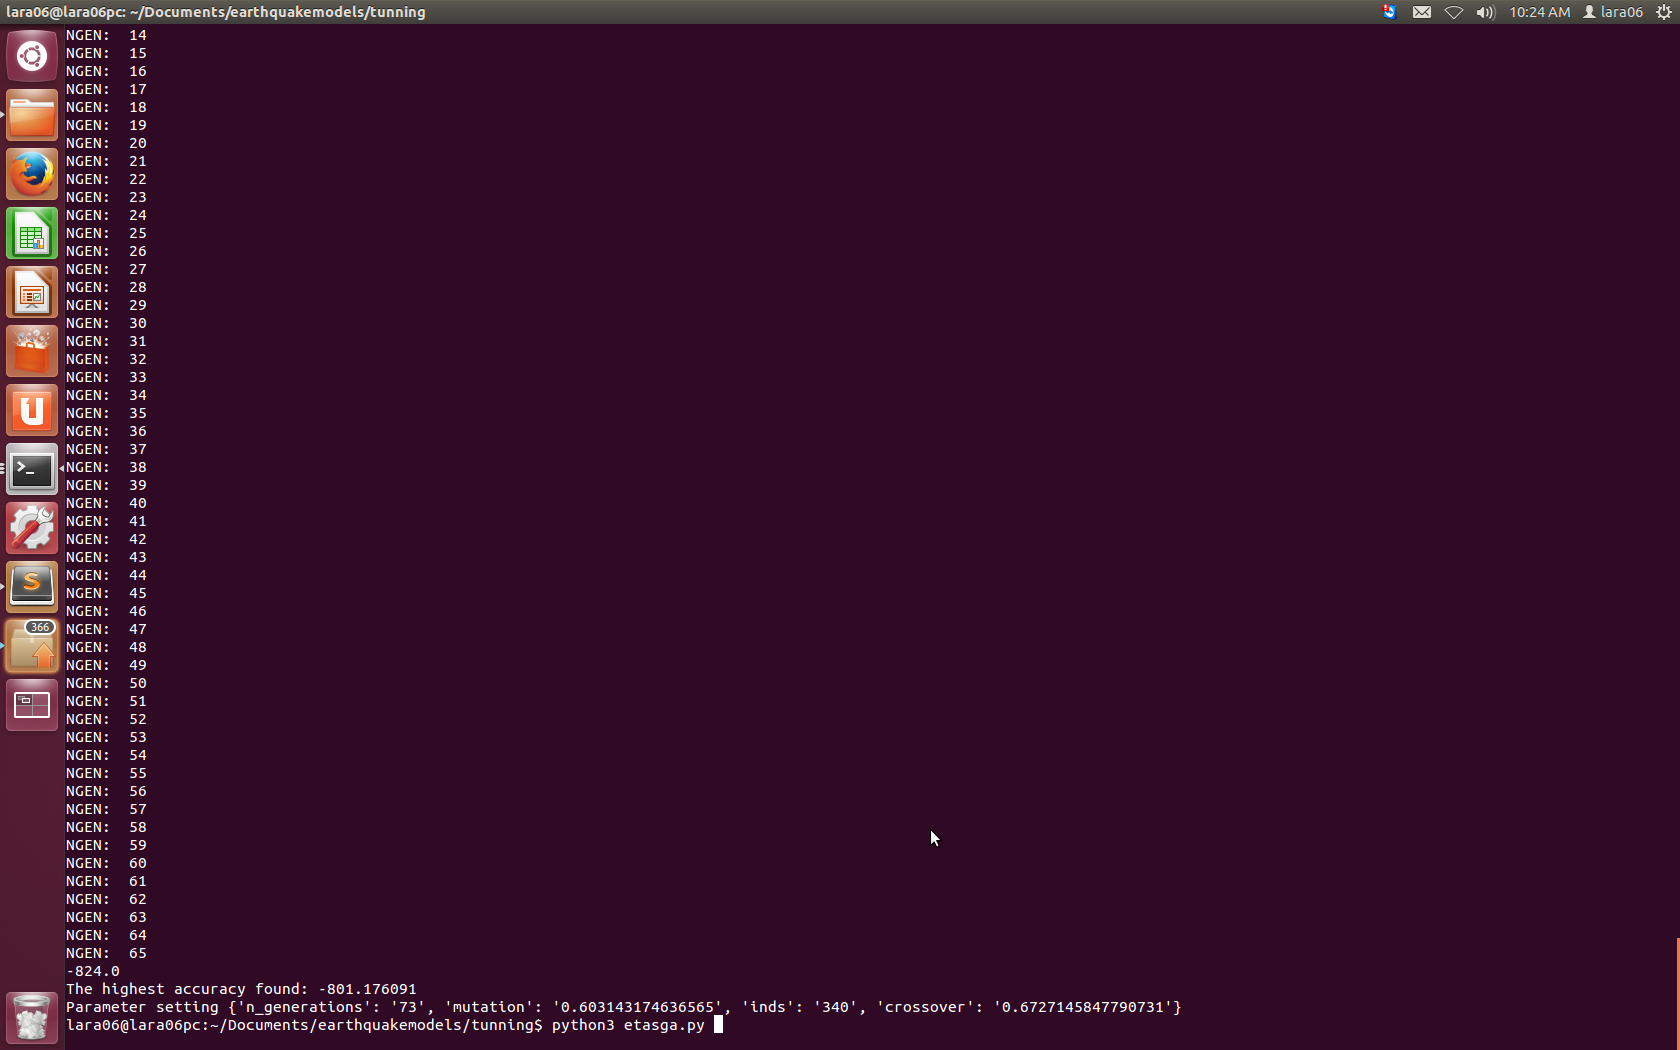 lara06@lara06pc: ~/Documents/earthquakemodels/tunning
10:24 AM
lara06
NGEN:  14
NGEN:  15
NGEN:  16
NGEN:  17
NGEN:  18
NGEN:  19
NGEN:  20
NGEN:  21
NGEN:  22
NGEN:  23
NGEN:  24
NGEN:  25
NGEN:  26
NGEN:  27
NGEN:  28
NGEN:  29
NGEN:  30
NGEN:  31
NGEN:  32
NGEN:  33
NGEN:  34
NGEN:  35
NGEN:  36
NGEN:  37
NGEN:  38
NGEN:  39
NGEN:  40
NGEN:  41
NGEN:  42
NGEN:  43
NGEN:  44
NGEN:  45
NGEN:  46
NGEN:  47
NGEN:  48
NGEN:  49
NGEN:  50
NGEN:  51
NGEN:  52
NGEN:  53
NGEN:  54
NGEN:  55
NGEN:  56
NGEN:  57
NGEN:  58
NGEN:  59
NGEN:  60
NGEN:  61
NGEN:  62
NGEN:  63
NGEN:  64
NGEN:  65
-824.0
The highest accuracy found: -801.176091
Parameter setting {'n_generations': '73', 'mutation': '0.603143174636565', 'inds': '340', 'crossover': '0.6727145847790731'}
lara06@lara06pc:~/Documents/earthquakemodels/tunning$ python3 etasga.py
366